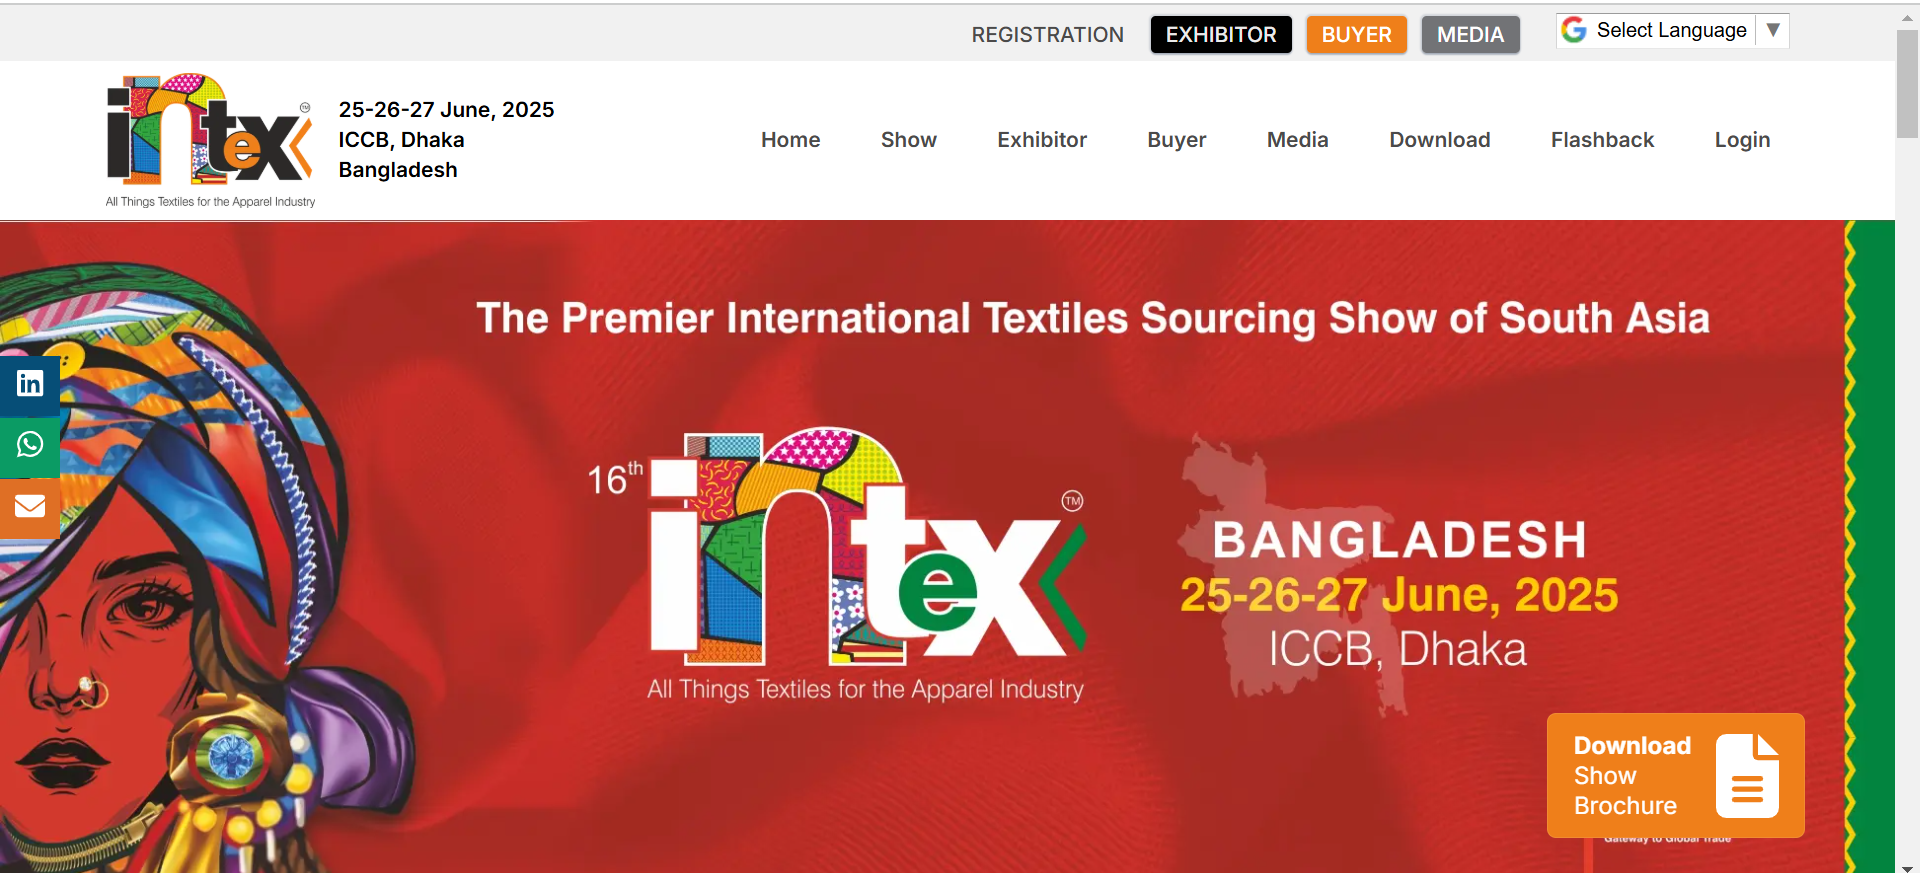 REGISTRATION EXHIBITOR BUYER MEDIA Select Language ▼
intex TM
All Things Textiles for the Apparel Industry
25-26-27 June, 2025
ICCB, Dhaka
Bangladesh
Home Show Exhibitor Buyer Media Download Flashback Login
The Premier International Textiles Sourcing Show of South Asia
16th intex TM
All Things Textiles for the Apparel Industry
BANGLADESH
25-26-27 June, 2025
ICCB, Dhaka
Download
Show
Brochure
Gateway to Global Trade